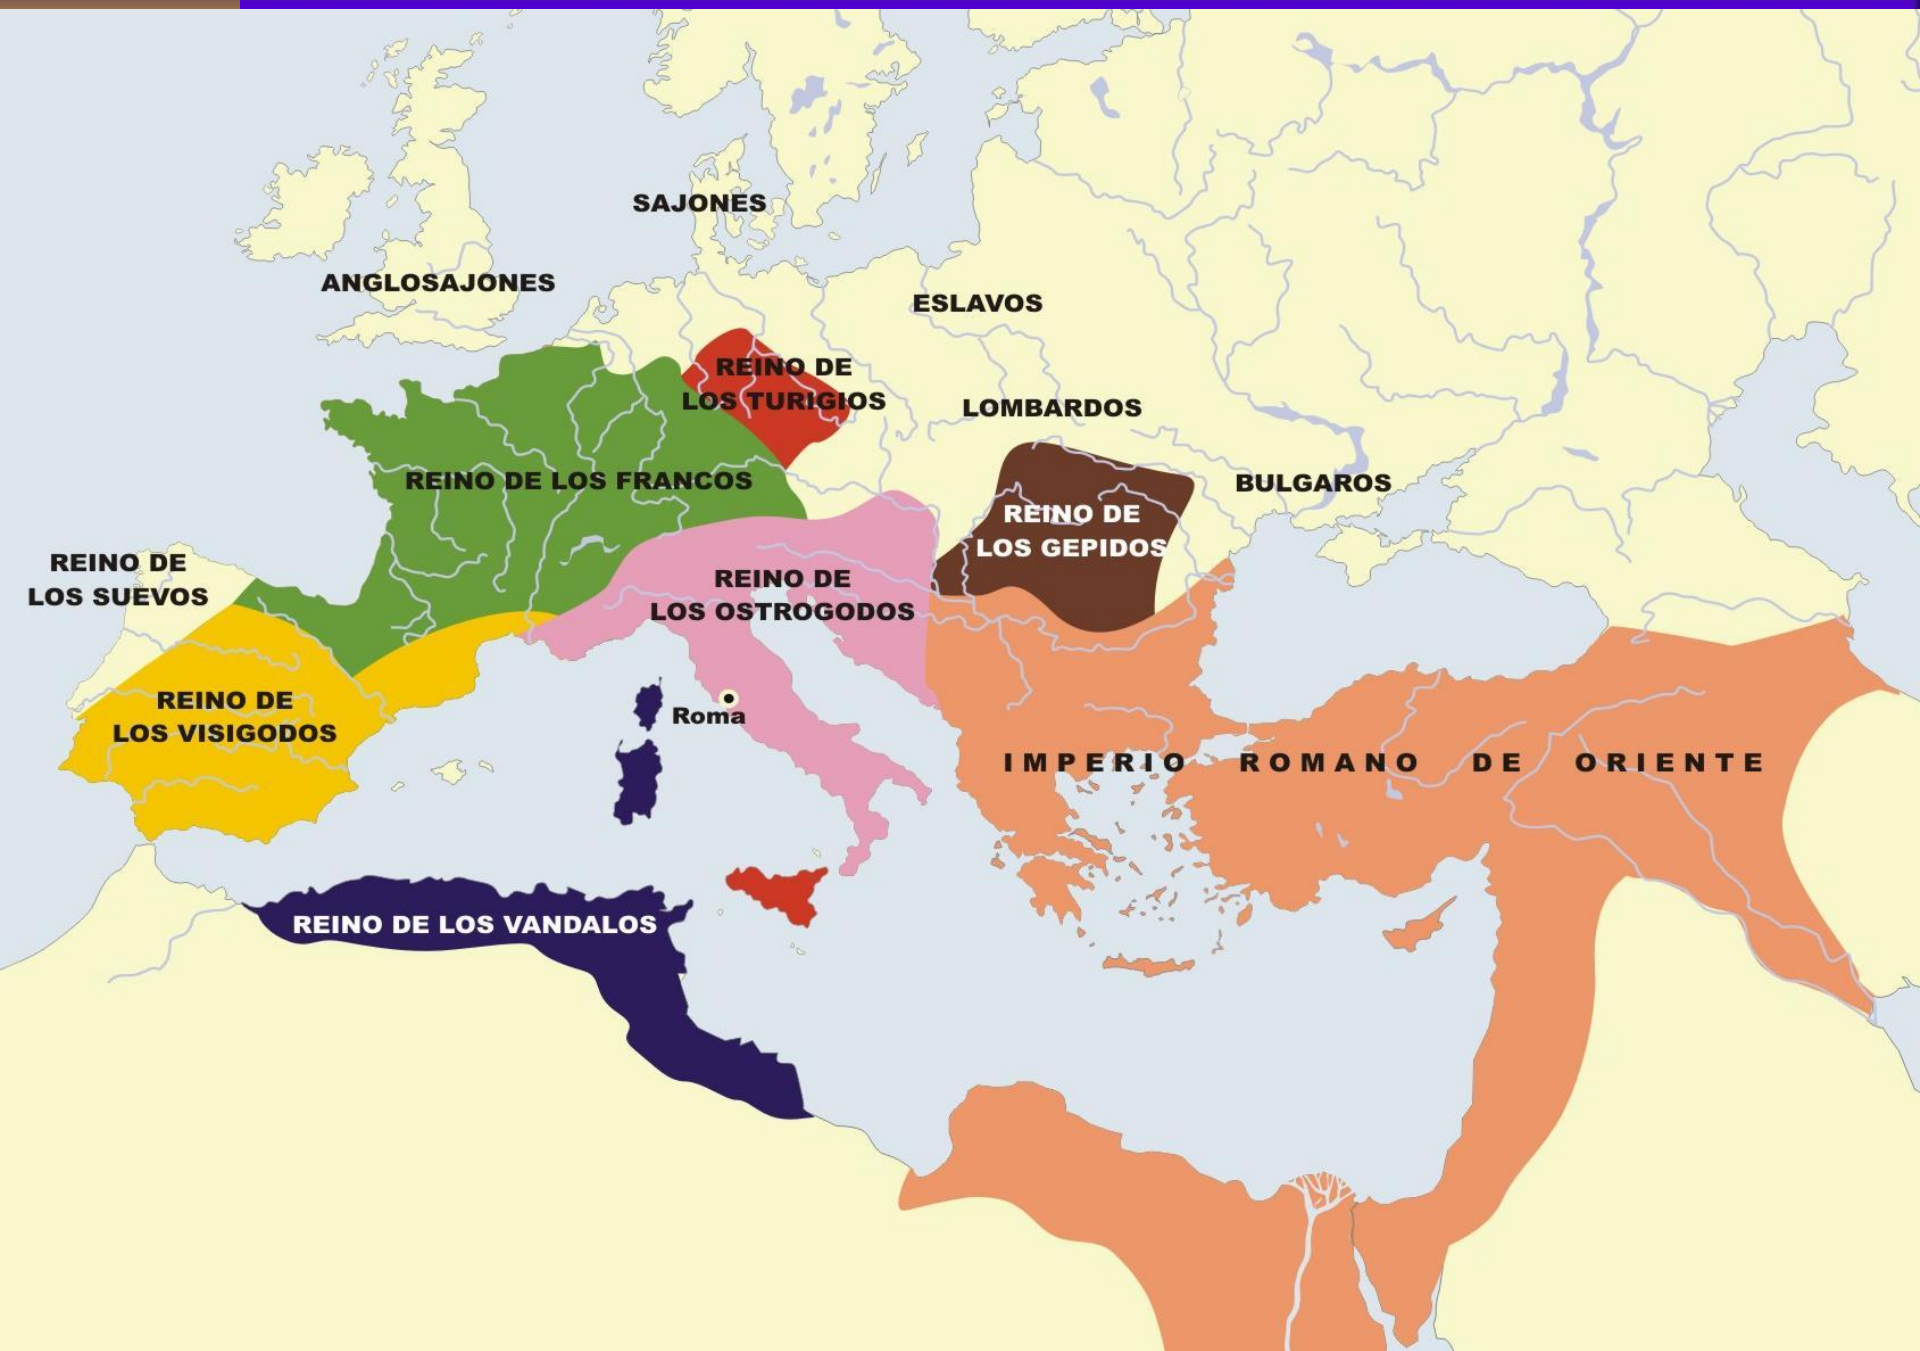 SAJONES
ANGLOSAJONES
ESLAVOS
REINO DE
LOS TURIGIOS
LOMBARDOS
REINO DE LOS FRANCOS
BULGAROS
REINO DE
LOS GEPIDOS
REINO DE
LOS SUEVOS
REINO DE
LOS OSTROGODOS
REINO DE
LOS VISIGODOS
Roma
IMPERIO ROMANO DE ORIENTE
REINO DE LOS VANDALOS